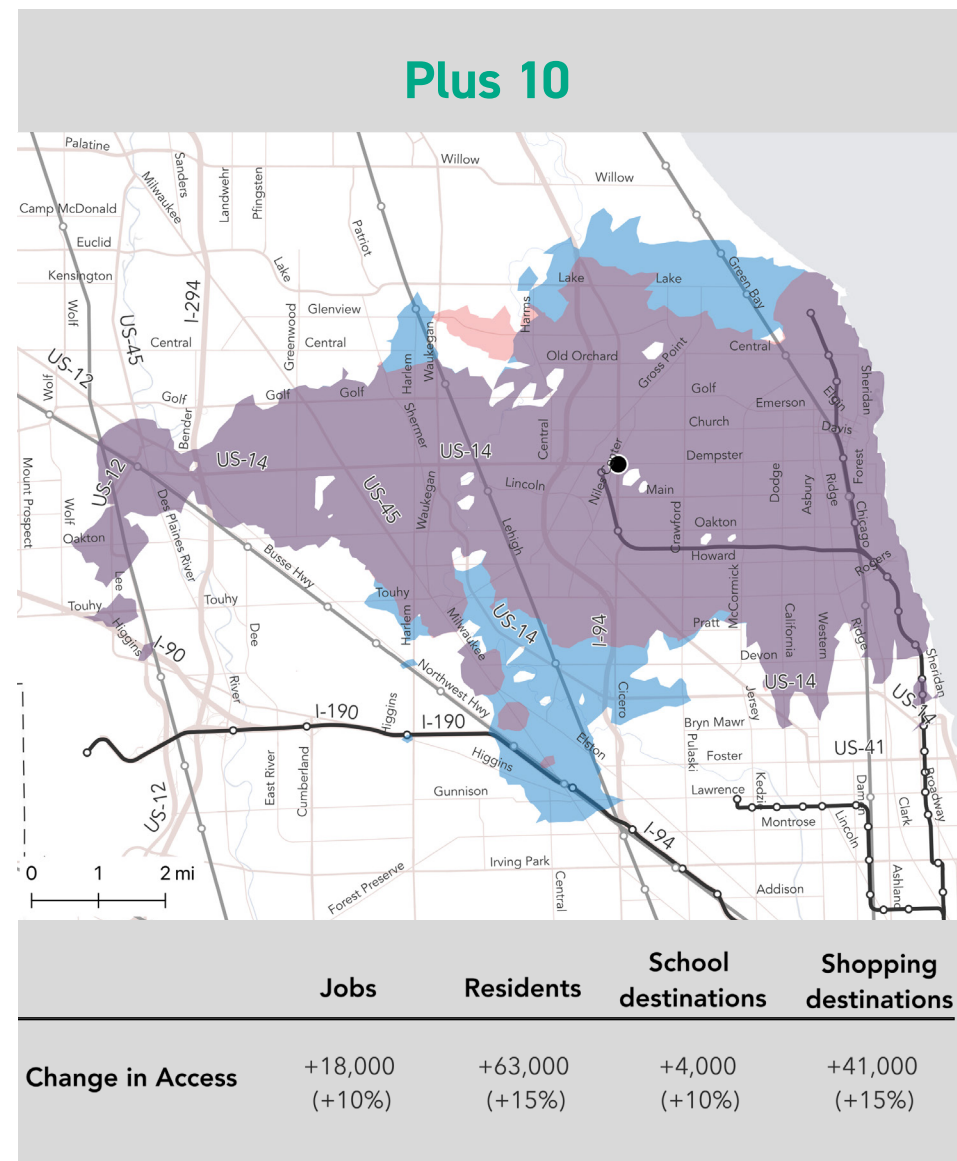 Plus 10
Palatine
Willow
Willow
Sanders
Milwaukee
Landwehr
Pfingsten
Camp McDonald
Euclid
Patriot
Kensington
Lake
Lake
Lake
Green Bay
Wolf
US-45
I-294
Greenwood
Glenview
Harms
Central
Central
Waukegan
Old Orchard
Gross Point
Central
US-12
Wolf
Harlem
Golf
Golf
Golf
Golf
Sheridan
Emerson
Elgin
Bender
Shermer
Central
Church
Davis
US-14
US-14
Dempster
Niles Center
Forest
Mount Prospect
US-12
US-45
Waukegan
Lincoln
Main
Dodge
Asbury
Ridge
Wolf
Des Plaines River
Crawford
Oakton
Chicago
Oakton
Lehigh
Howard
Busse Hwy
Rogers
Lee
Touhy
Touhy
Touhy
McCormick
Higgins
Dee
Harlem
Milwaukee
US-14
I-94
Pratt
California
Western
Ridge
I-90
Devon
Sheridan
Northwest Hwy
River
US-14
US-14
Higgins
Cicero
Jersey
I-190
I-190
Bryn Mawr
Elston
Pulaski
Foster
US-41
Higgins
East River
Cumberland
Gunnison
Lawrence
Kedzie
Damen
Broadway
US-12
Montrose
Lincoln
Clark
I-94
0 1 2 mi
Forest Preserve
Irving Park
Central
Addison
Ashland
Jobs
Residents
School
destinations
Shopping
destinations
Change in Access
+18,000
(+10%)
+63,000
(+15%)
+4,000
(+10%)
+41,000
(+15%)